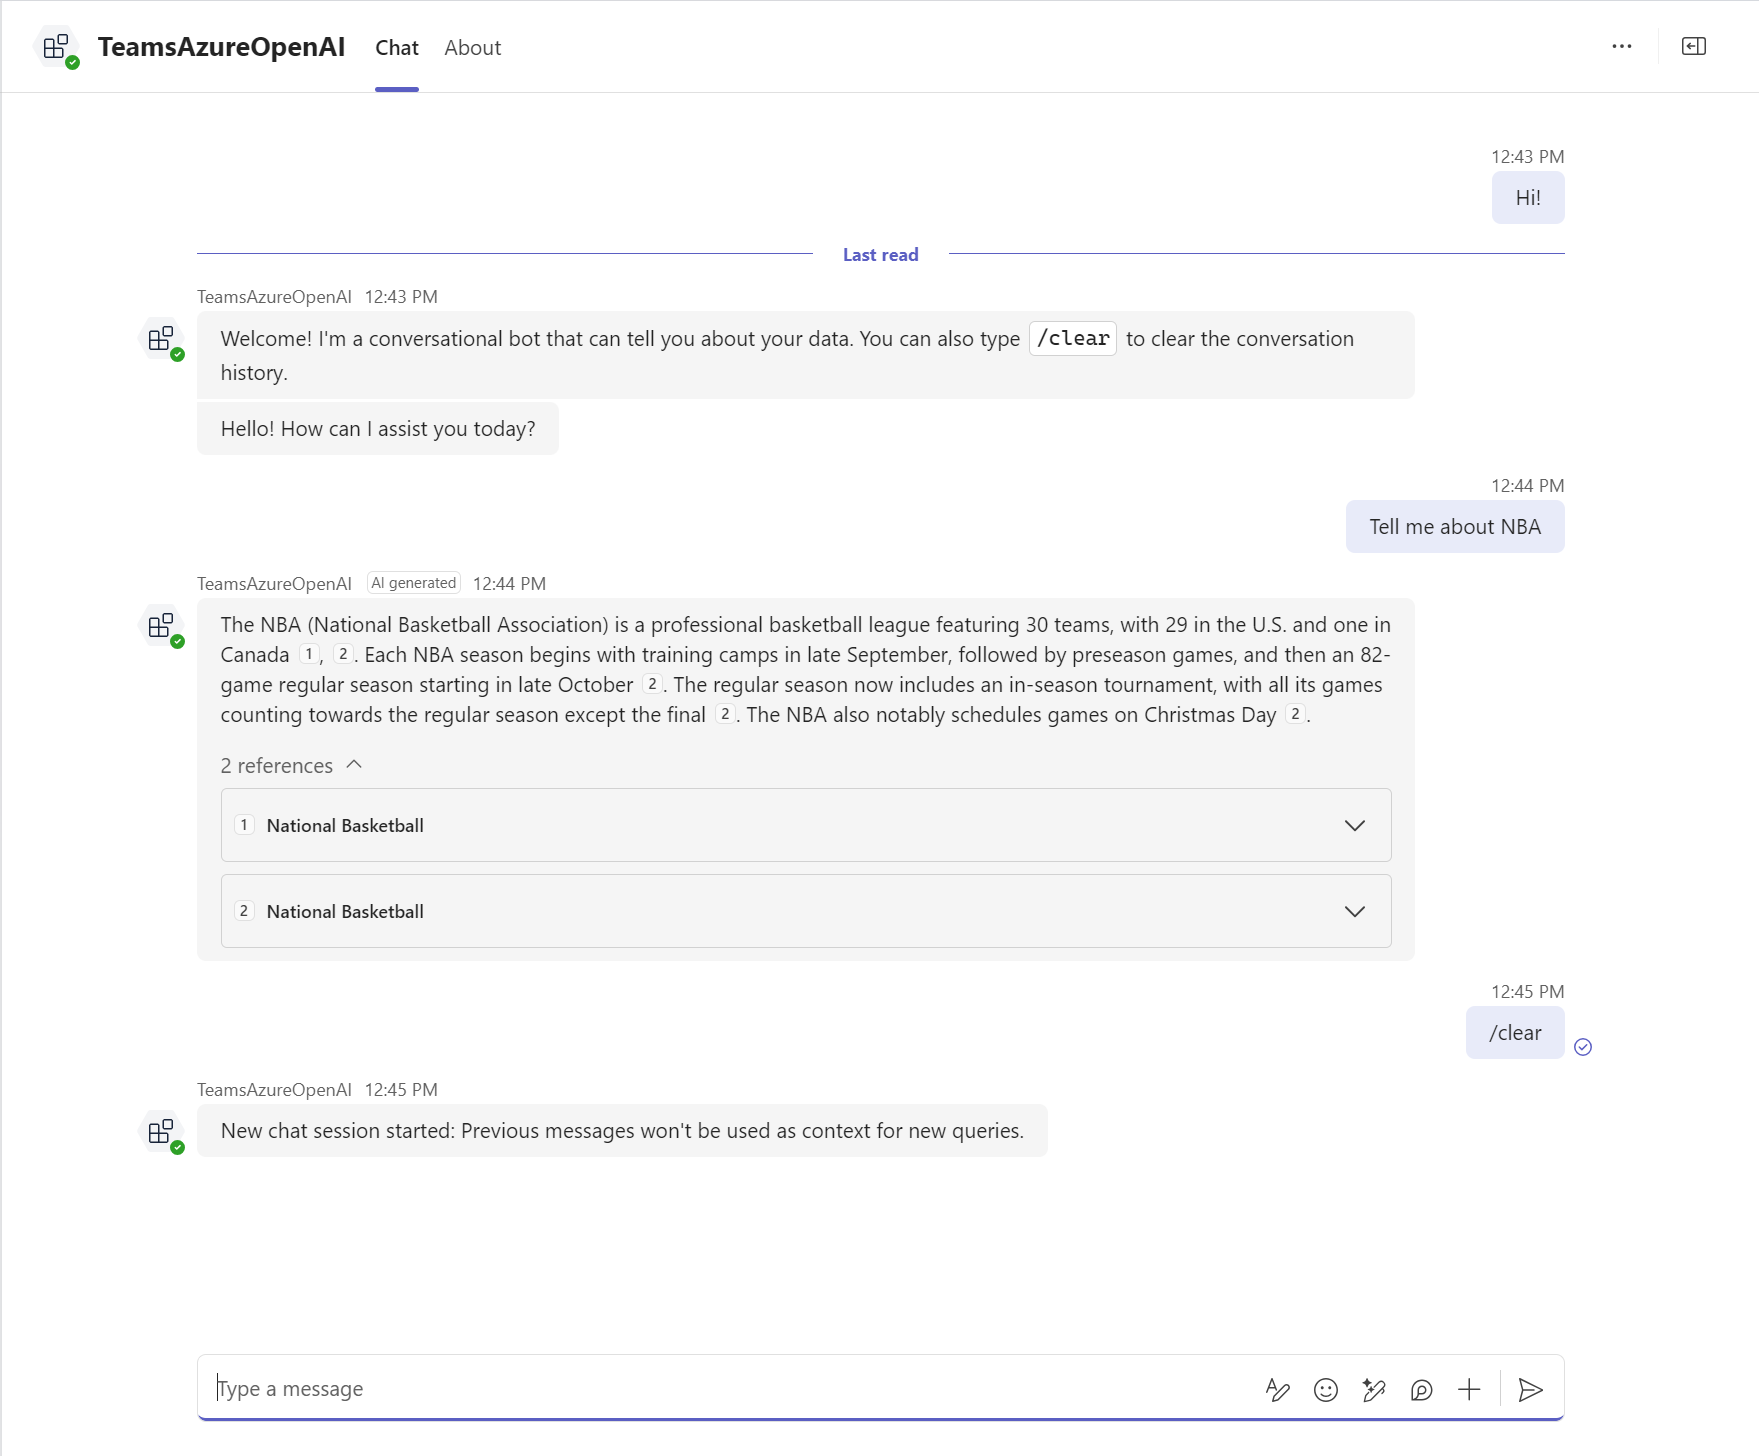 TeamsAzureOpenAI Chat About
12:43 PM
Hi!
Last read
TeamsAzureOpenAI 12:43 PM
Welcome! I'm a conversational bot that can tell you about your data. You can also type /clear to clear the conversation
history.
Hello! How can I assist you today?
12:44 PM
Tell me about NBA
TeamsAzureOpenAI AI generated 12:44 PM
The NBA (National Basketball Association) is a professional basketball league featuring 30 teams, with 29 in the U.S. and one in
Canada 1, 2. Each NBA season begins with training camps in late September, followed by preseason games, and then an 82-
game regular season starting in late October 2. The regular season now includes an in-season tournament, with all its games
counting towards the regular season except the final 2. The NBA also notably schedules games on Christmas Day 2.
2 references
1 National Basketball
2 National Basketball
12:45 PM
/clear
TeamsAzureOpenAI 12:45 PM
New chat session started: Previous messages won't be used as context for new queries.
Type a message